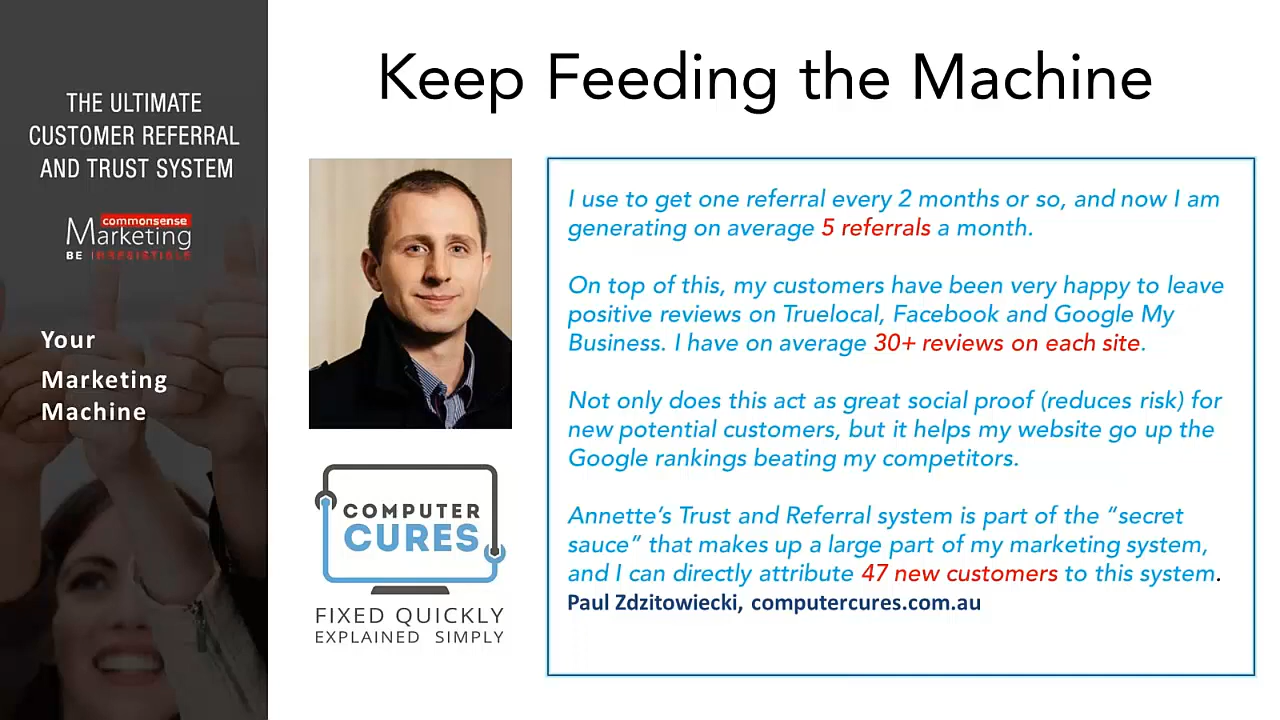 THE ULTIMATE
CUSTOMER REFERRAL
AND TRUST SYSTEM
commonsense
Marketing
BE IRRESISTIBLE
Your
Marketing
Machine
Keep Feeding the Machine
COMPUTER
CURES
FIXED QUICKLY
EXPLAINED SIMPLY
I use to get one referral every 2 months or so, and now I am
generating on average 5 referrals a month.
On top of this, my customers have been very happy to leave
positive reviews on Truelocal, Facebook and Google My
Business. I have on average 30+ reviews on each site.
Not only does this act as great social proof (reduces risk) for
new potential customers, but it helps my website go up the
Google rankings beating my competitors.
Annette’s Trust and Referral system is part of the “secret
sauce” that makes up a large part of my marketing system,
and I can directly attribute 47 new customers to this system.
Paul Zdzitowiecki, computercures.com.au